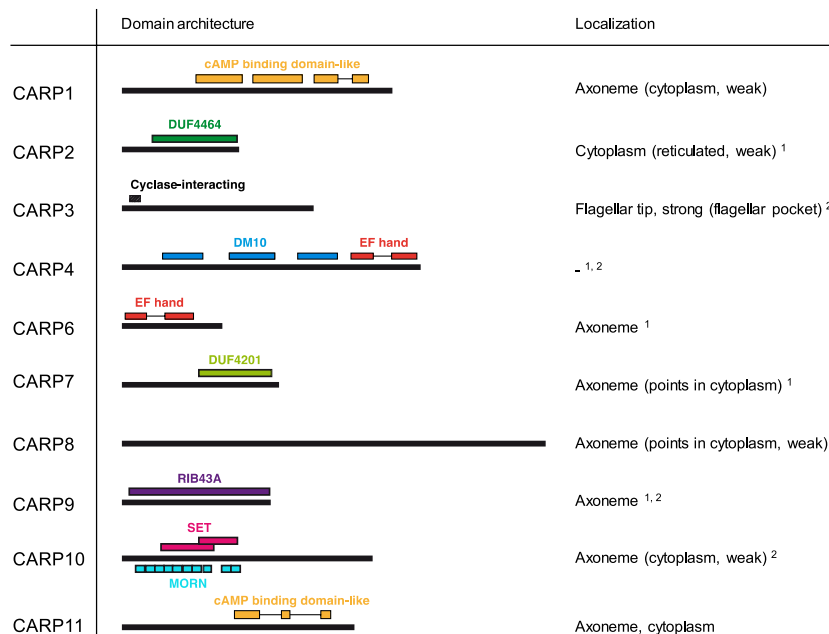 Domain architecture Localization
cAMP binding domain-like
CARP1 Axoneme (cytoplasm, weak)
DUF4464
CARP2 Cytoplasm (reticulated, weak) 1
Cyclase-interacting
CARP3 Flagellar tip, strong (flagellar pocket) 2
DM10 EF hand
CARP4 - 1, 2
EF hand
CARP6 Axoneme 1
DUF4201
CARP7 Axoneme (points in cytoplasm) 1
CARP8 Axoneme (points in cytoplasm, weak)
RIB43A
CARP9 Axoneme 1, 2
SET
CARP10 Axoneme (cytoplasm, weak) 2
MORN
cAMP binding domain-like
CARP11 Axoneme, cytoplasm